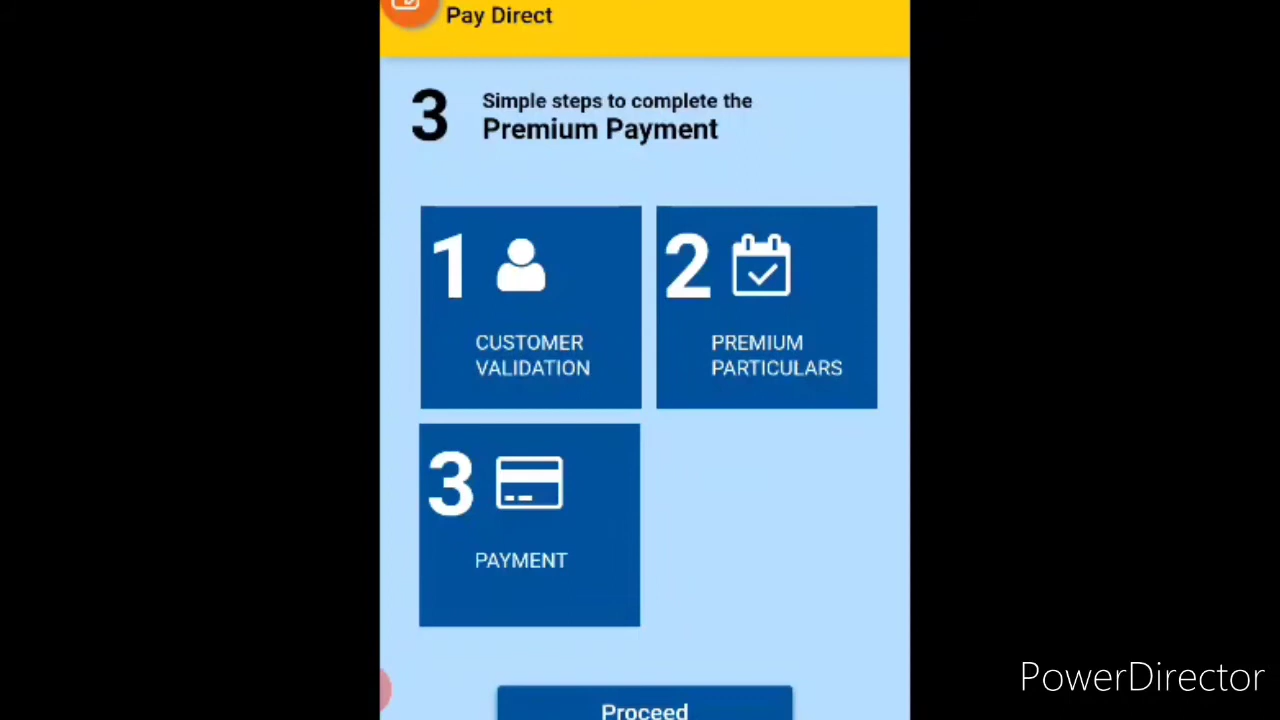 Pay Direct
3
Simple steps to complete the
Premium Payment
1
CUSTOMER
VALIDATION
2
PREMIUM
PARTICULARS
3
PAYMENT
Proceed
PowerDirector